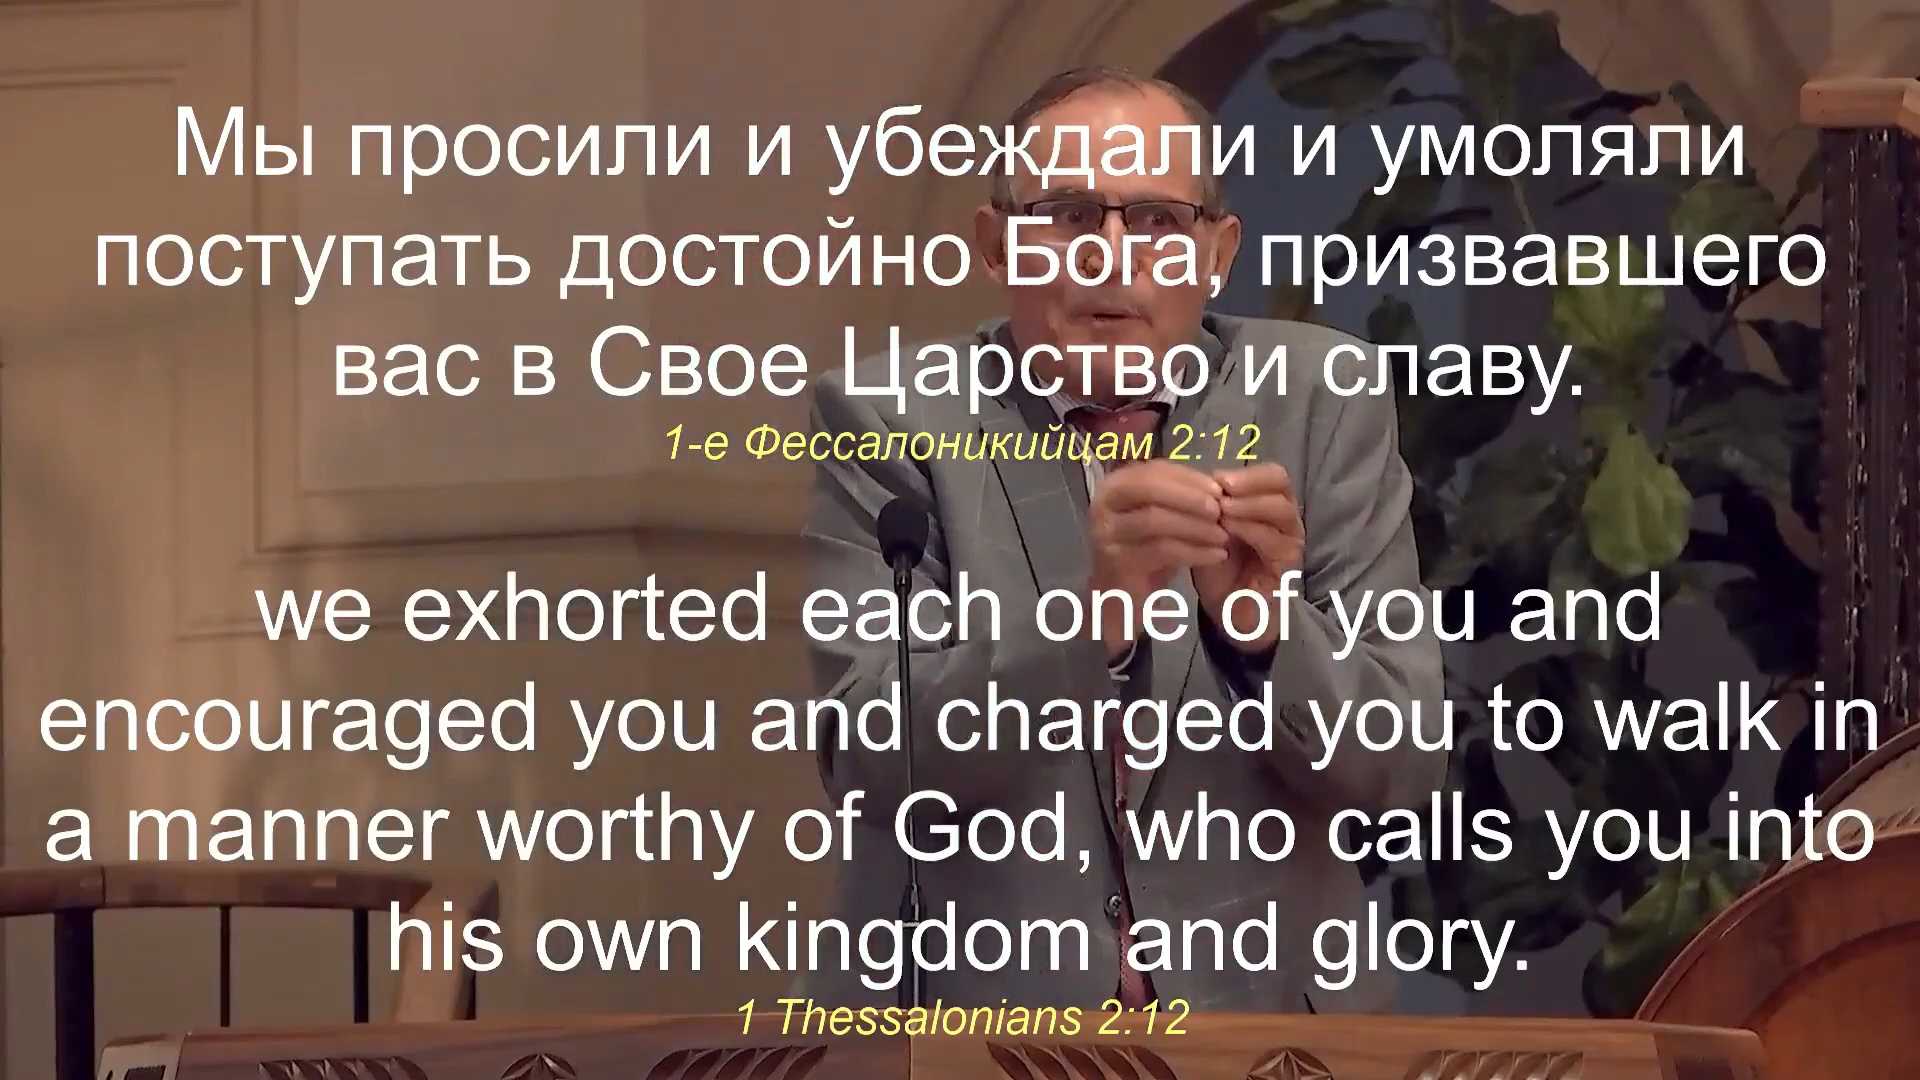 Мы просили и убеждали и умоляли
поступать достойно Бога, призвавшего
вас в Свое Царство и славу.
1-е Фессалоникийцам 2:12
we exhorted each one of you and
encouraged you and charged you to walk in
a manner worthy of God, who calls you into
his own kingdom and glory.
1 Thessalonians 2:12